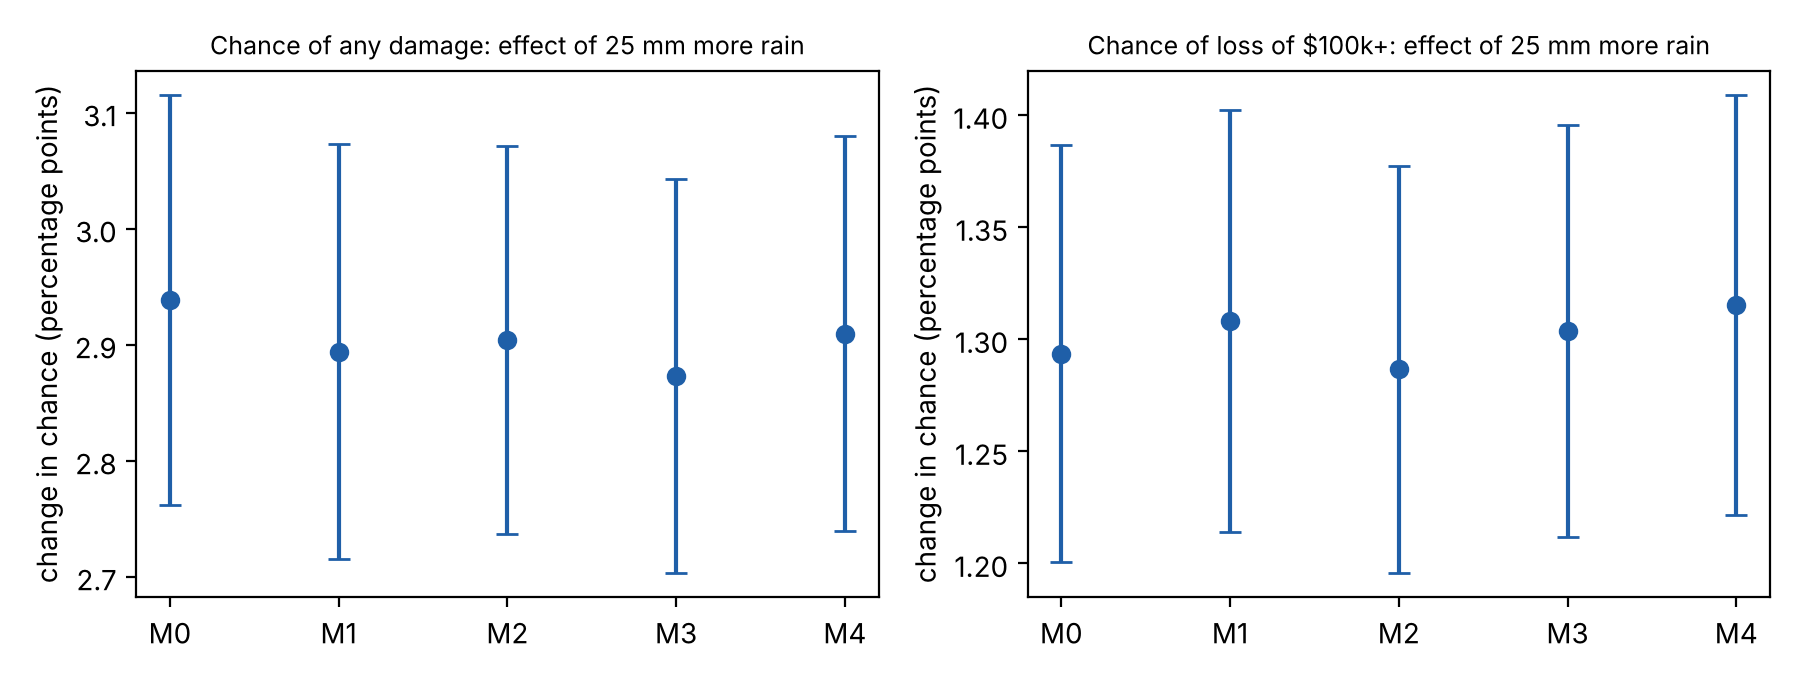 Chance of any damage: effect of 25 mm more rain
change in chance (percentage points)
3.1
3.0
2.9
2.8
2.7
M0 M1 M2 M3 M4
Chance of loss of $100k+: effect of 25 mm more rain
change in chance (percentage points)
1.40
1.35
1.30
1.25
1.20
M0 M1 M2 M3 M4